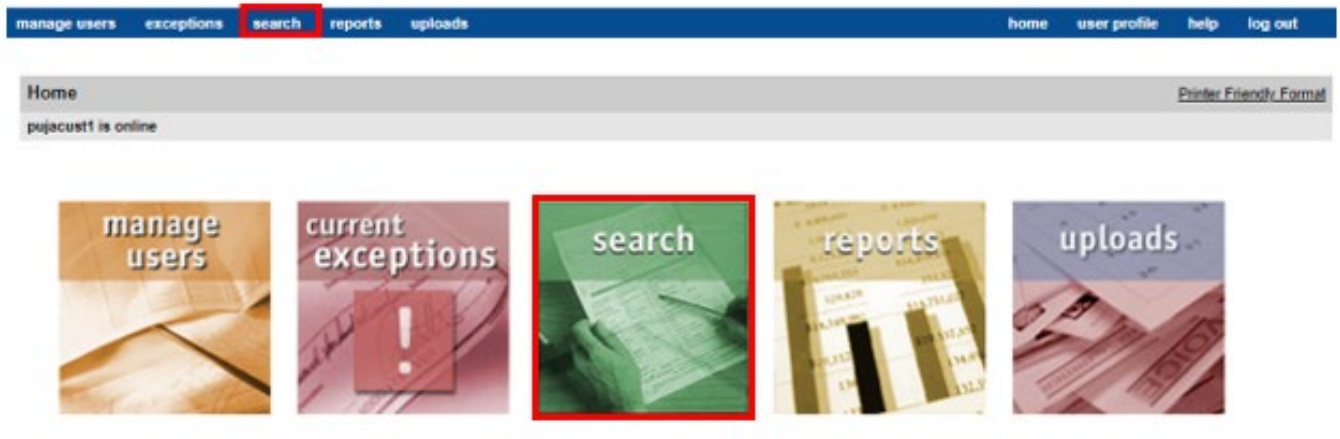 manage users exceptions search reports uploads home user profile help log out
Home Printer Friendly Format
pujacust1 is online
manage
users
current
exceptions
!
search
reports
uploads